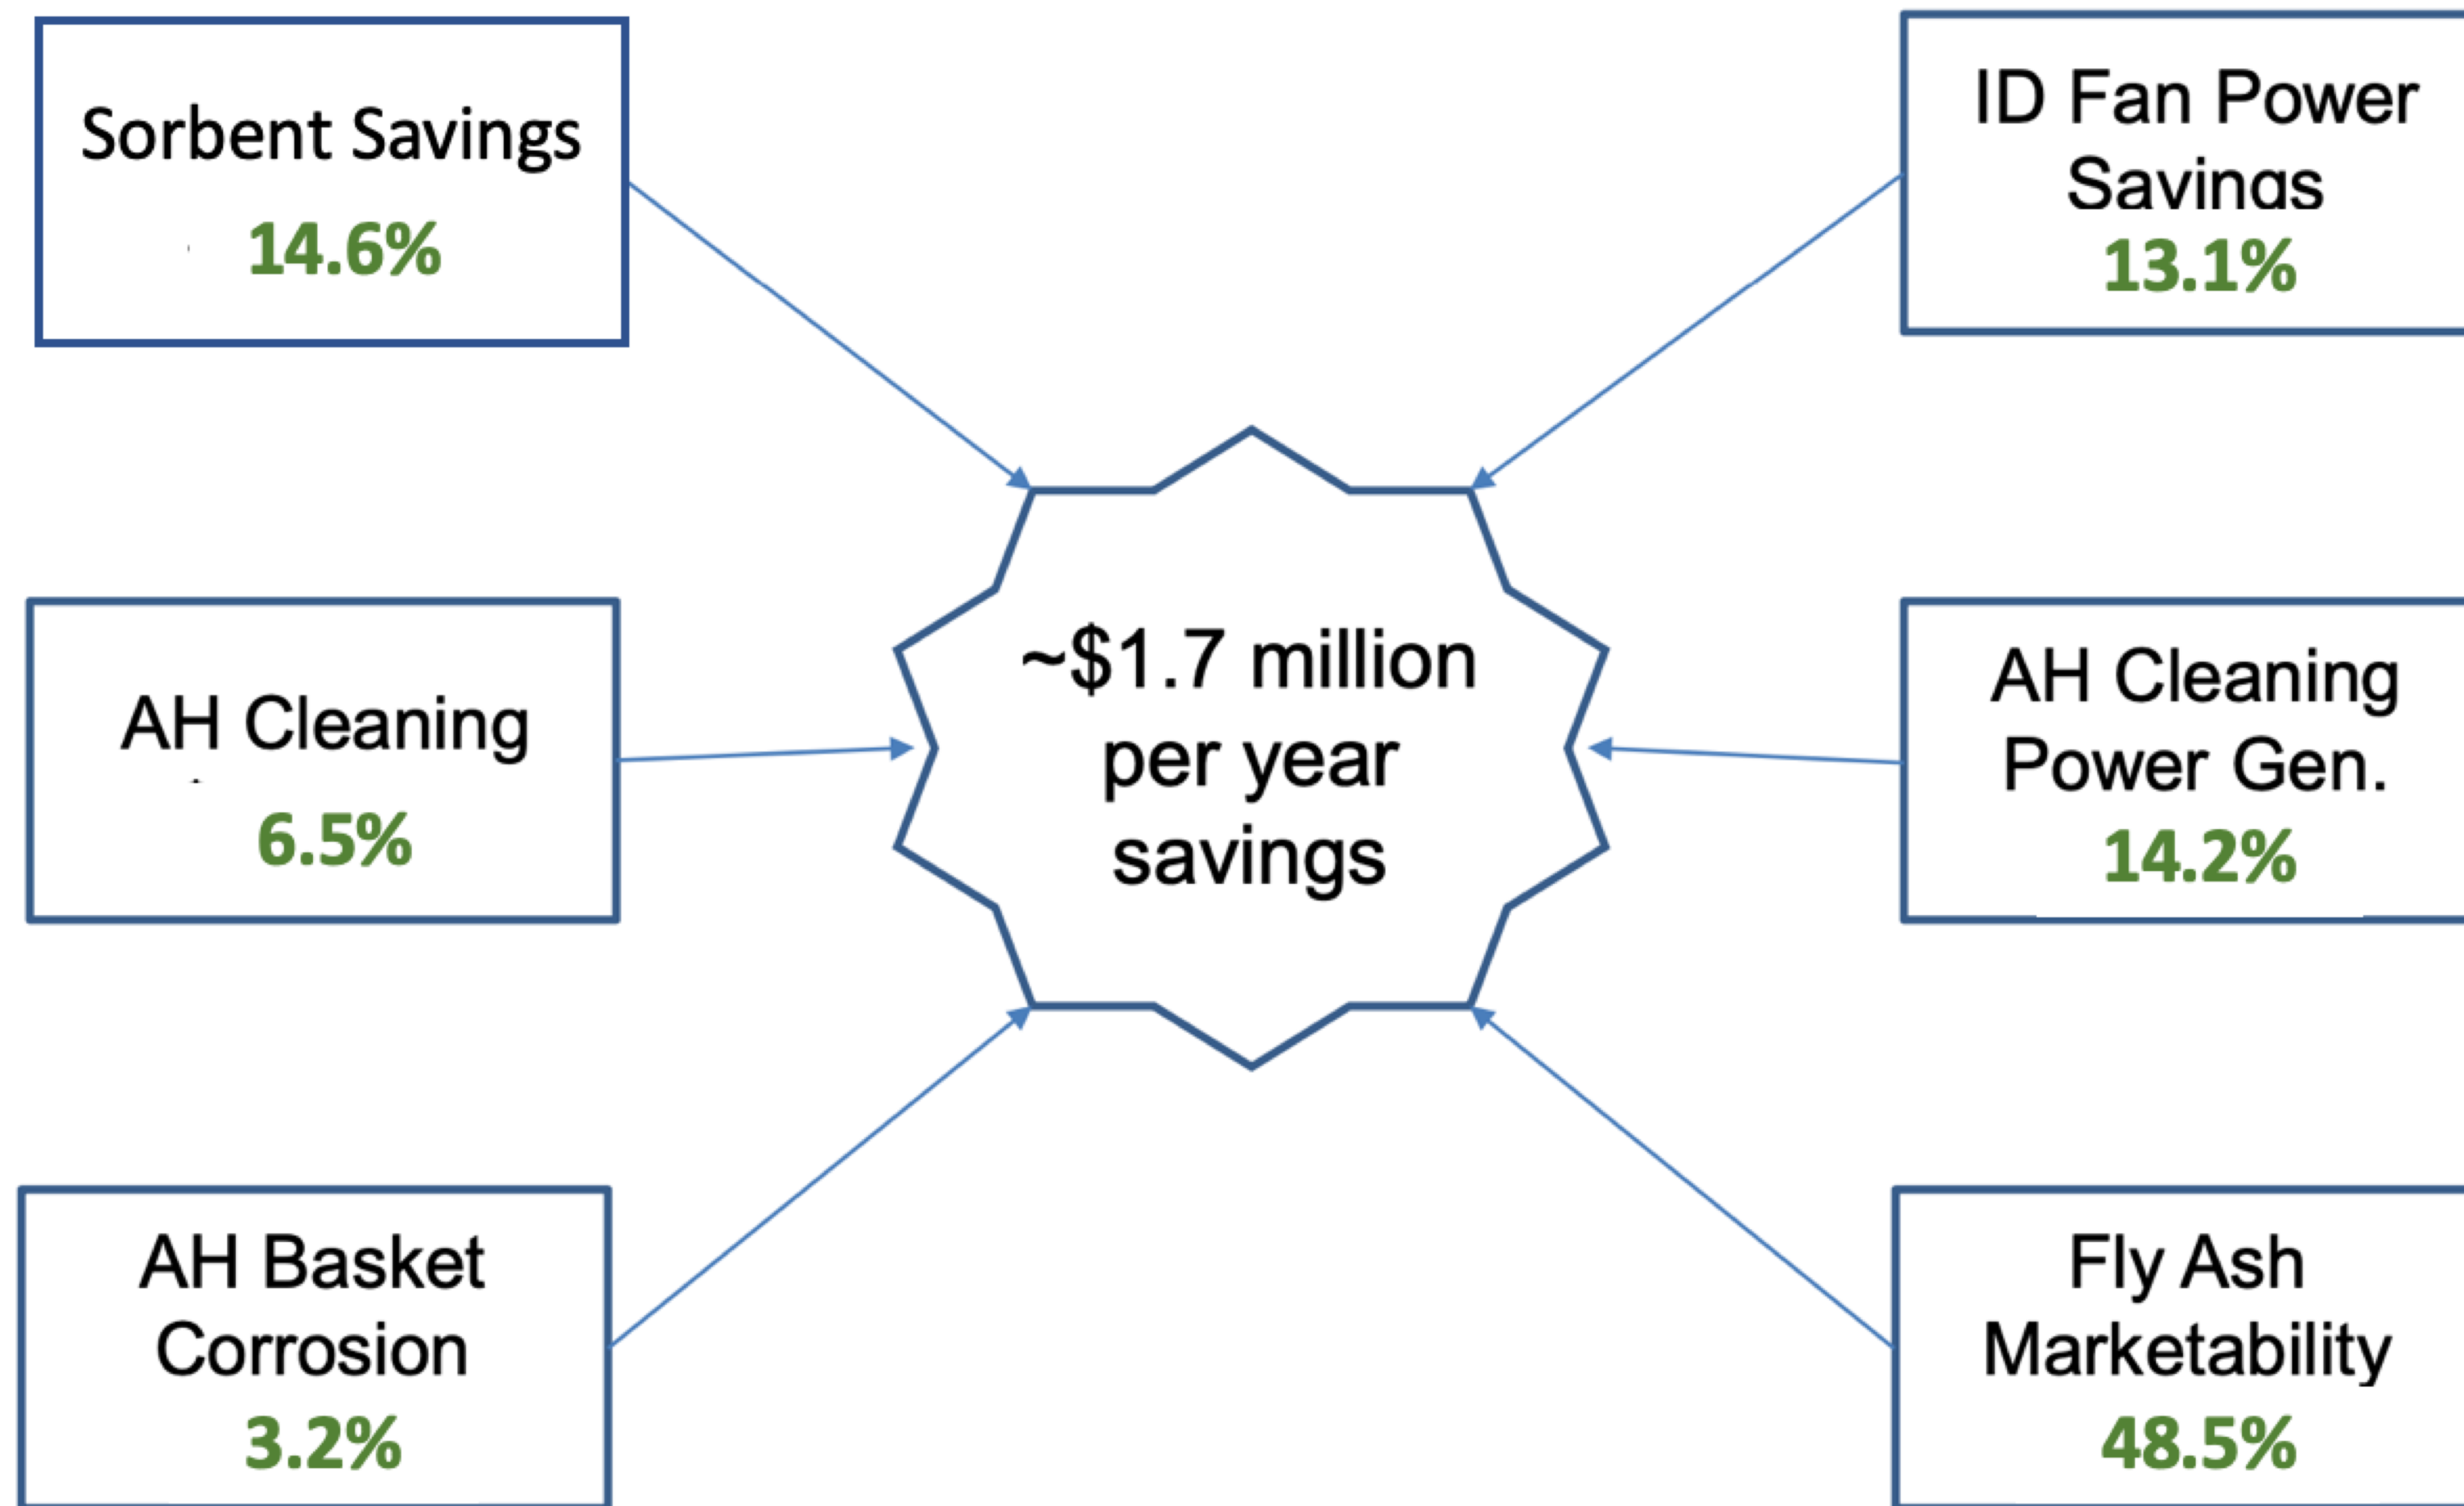 Sorbent Savings
14.6%
ID Fan Power
Savings
13.1%
~$1.7 million
per year
savings
AH Cleaning
6.5%
AH Cleaning
Power Gen.
14.2%
AH Basket
Corrosion
3.2%
Fly Ash
Marketability
48.5%